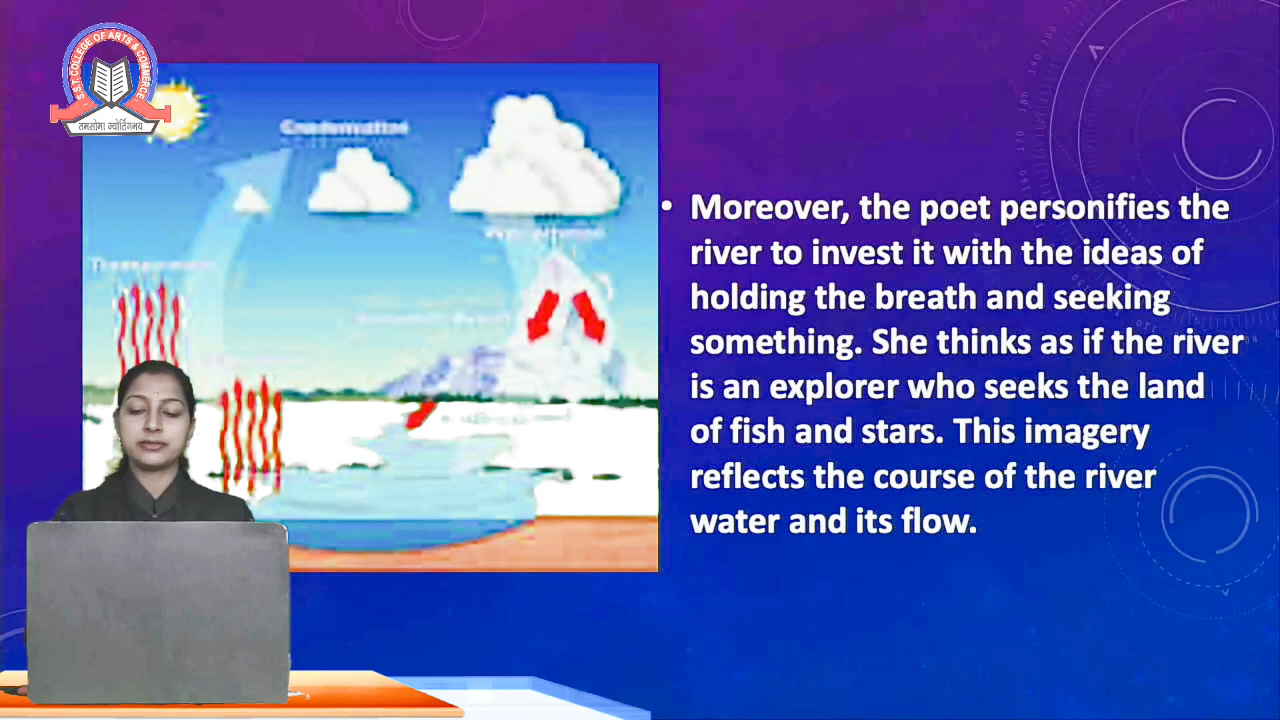 S.S.T. COLLEGE OF ARTS & COMMERCE
तमसोमा ज्योर्तिगमय
Condensation
• Moreover, the poet personifies the
river to invest it with the ideas of
holding the breath and seeking
something. She thinks as if the river
is an explorer who seeks the land
of fish and stars. This imagery
reflects the course of the river
water and its flow.